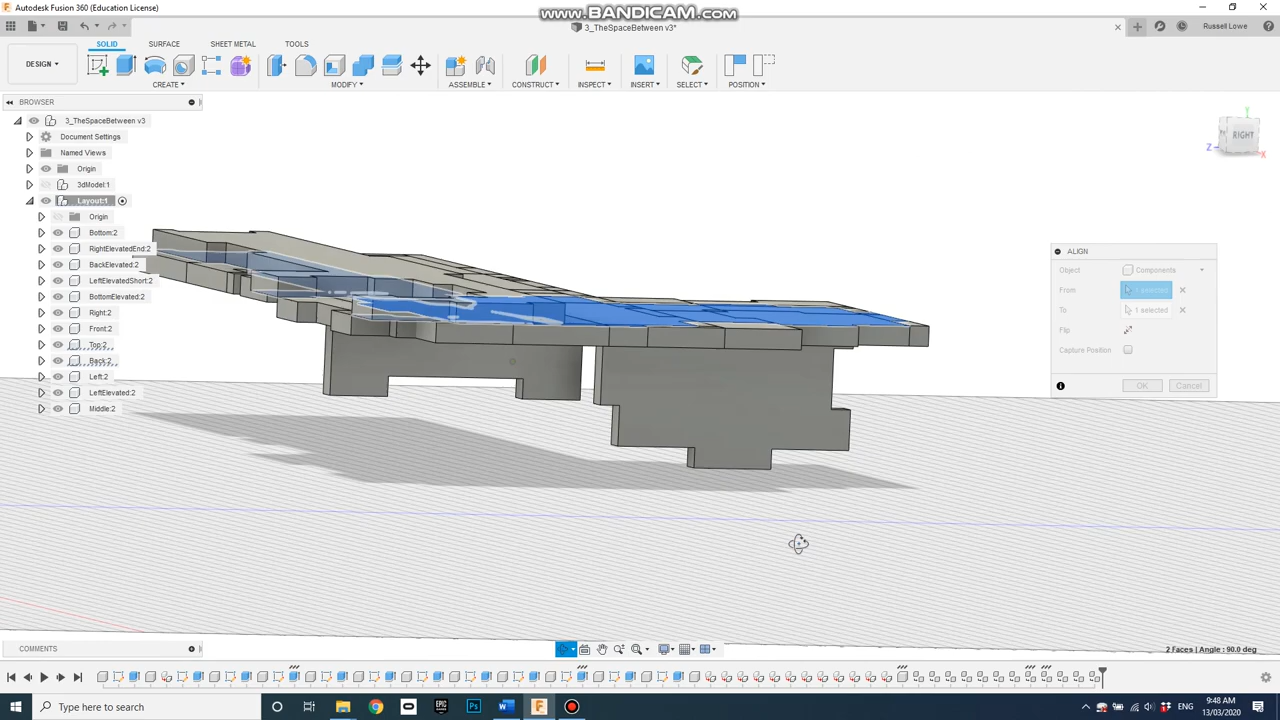 Autodesk Fusion 360 (Education License)
www.BANDICAM.com
3_TheSpaceBetween v3*
Russell Lowe
SOLID SURFACE SHEET METAL TOOLS
DESIGN
CREATE MODIFY ASSEMBLE CONSTRUCT INSPECT INSERT SELECT POSITION
BROWSER
3_TheSpaceBetween v3
Document Settings
Named Views
Origin
3dModel:1
Layout:1
Origin
Bottom:2
RightElevatedEnd:2
BackElevated:2
LeftElevatedShort:2
BottomElevated:2
Right:2
Front:2
Top:2
Back:2
Left:2
LeftElevated:2
Middle:2
Y
RIGHT
Z
X
ALIGN
Object Components
From 1 selected
To 1 selected
Flip
Capture Position
OK Cancel
COMMENTS
2 Faces | Angle : 90.0 deg
Type here to search
ENG
9:48 AM
13/03/2020